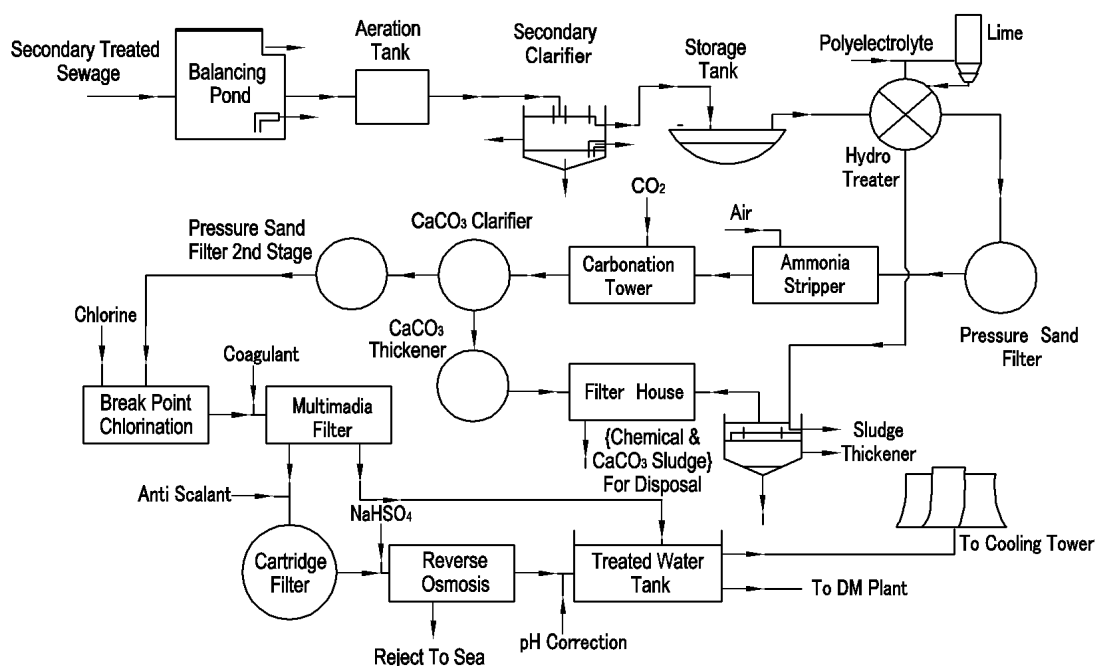 Secondary Treated
Sewage
Balancing
Pond
Aeration
Tank
Secondary
Clarifier
Storage
Tank
Polyelectrolyte
Lime
Hydro
Treater
Pressure Sand
Filter 2nd Stage
CaCO₃ Clarifier
CO₂
Carbonation
Tower
Air
Ammonia
Stripper
Pressure Sand
Filter
Chlorine
Coagulant
CaCO₃
Thickener
Break Point
Chlorination
Multimadia
Filter
Filter House
{Chemical &
CaCO₃ Sludge}
For Disposal
Sludge
Thickener
Anti Scalant
NaHSO₄
Cartridge
Filter
Reverse
Osmosis
Treated Water
Tank
To Cooling Tower
To DM Plant
pH Correction
Reject To Sea